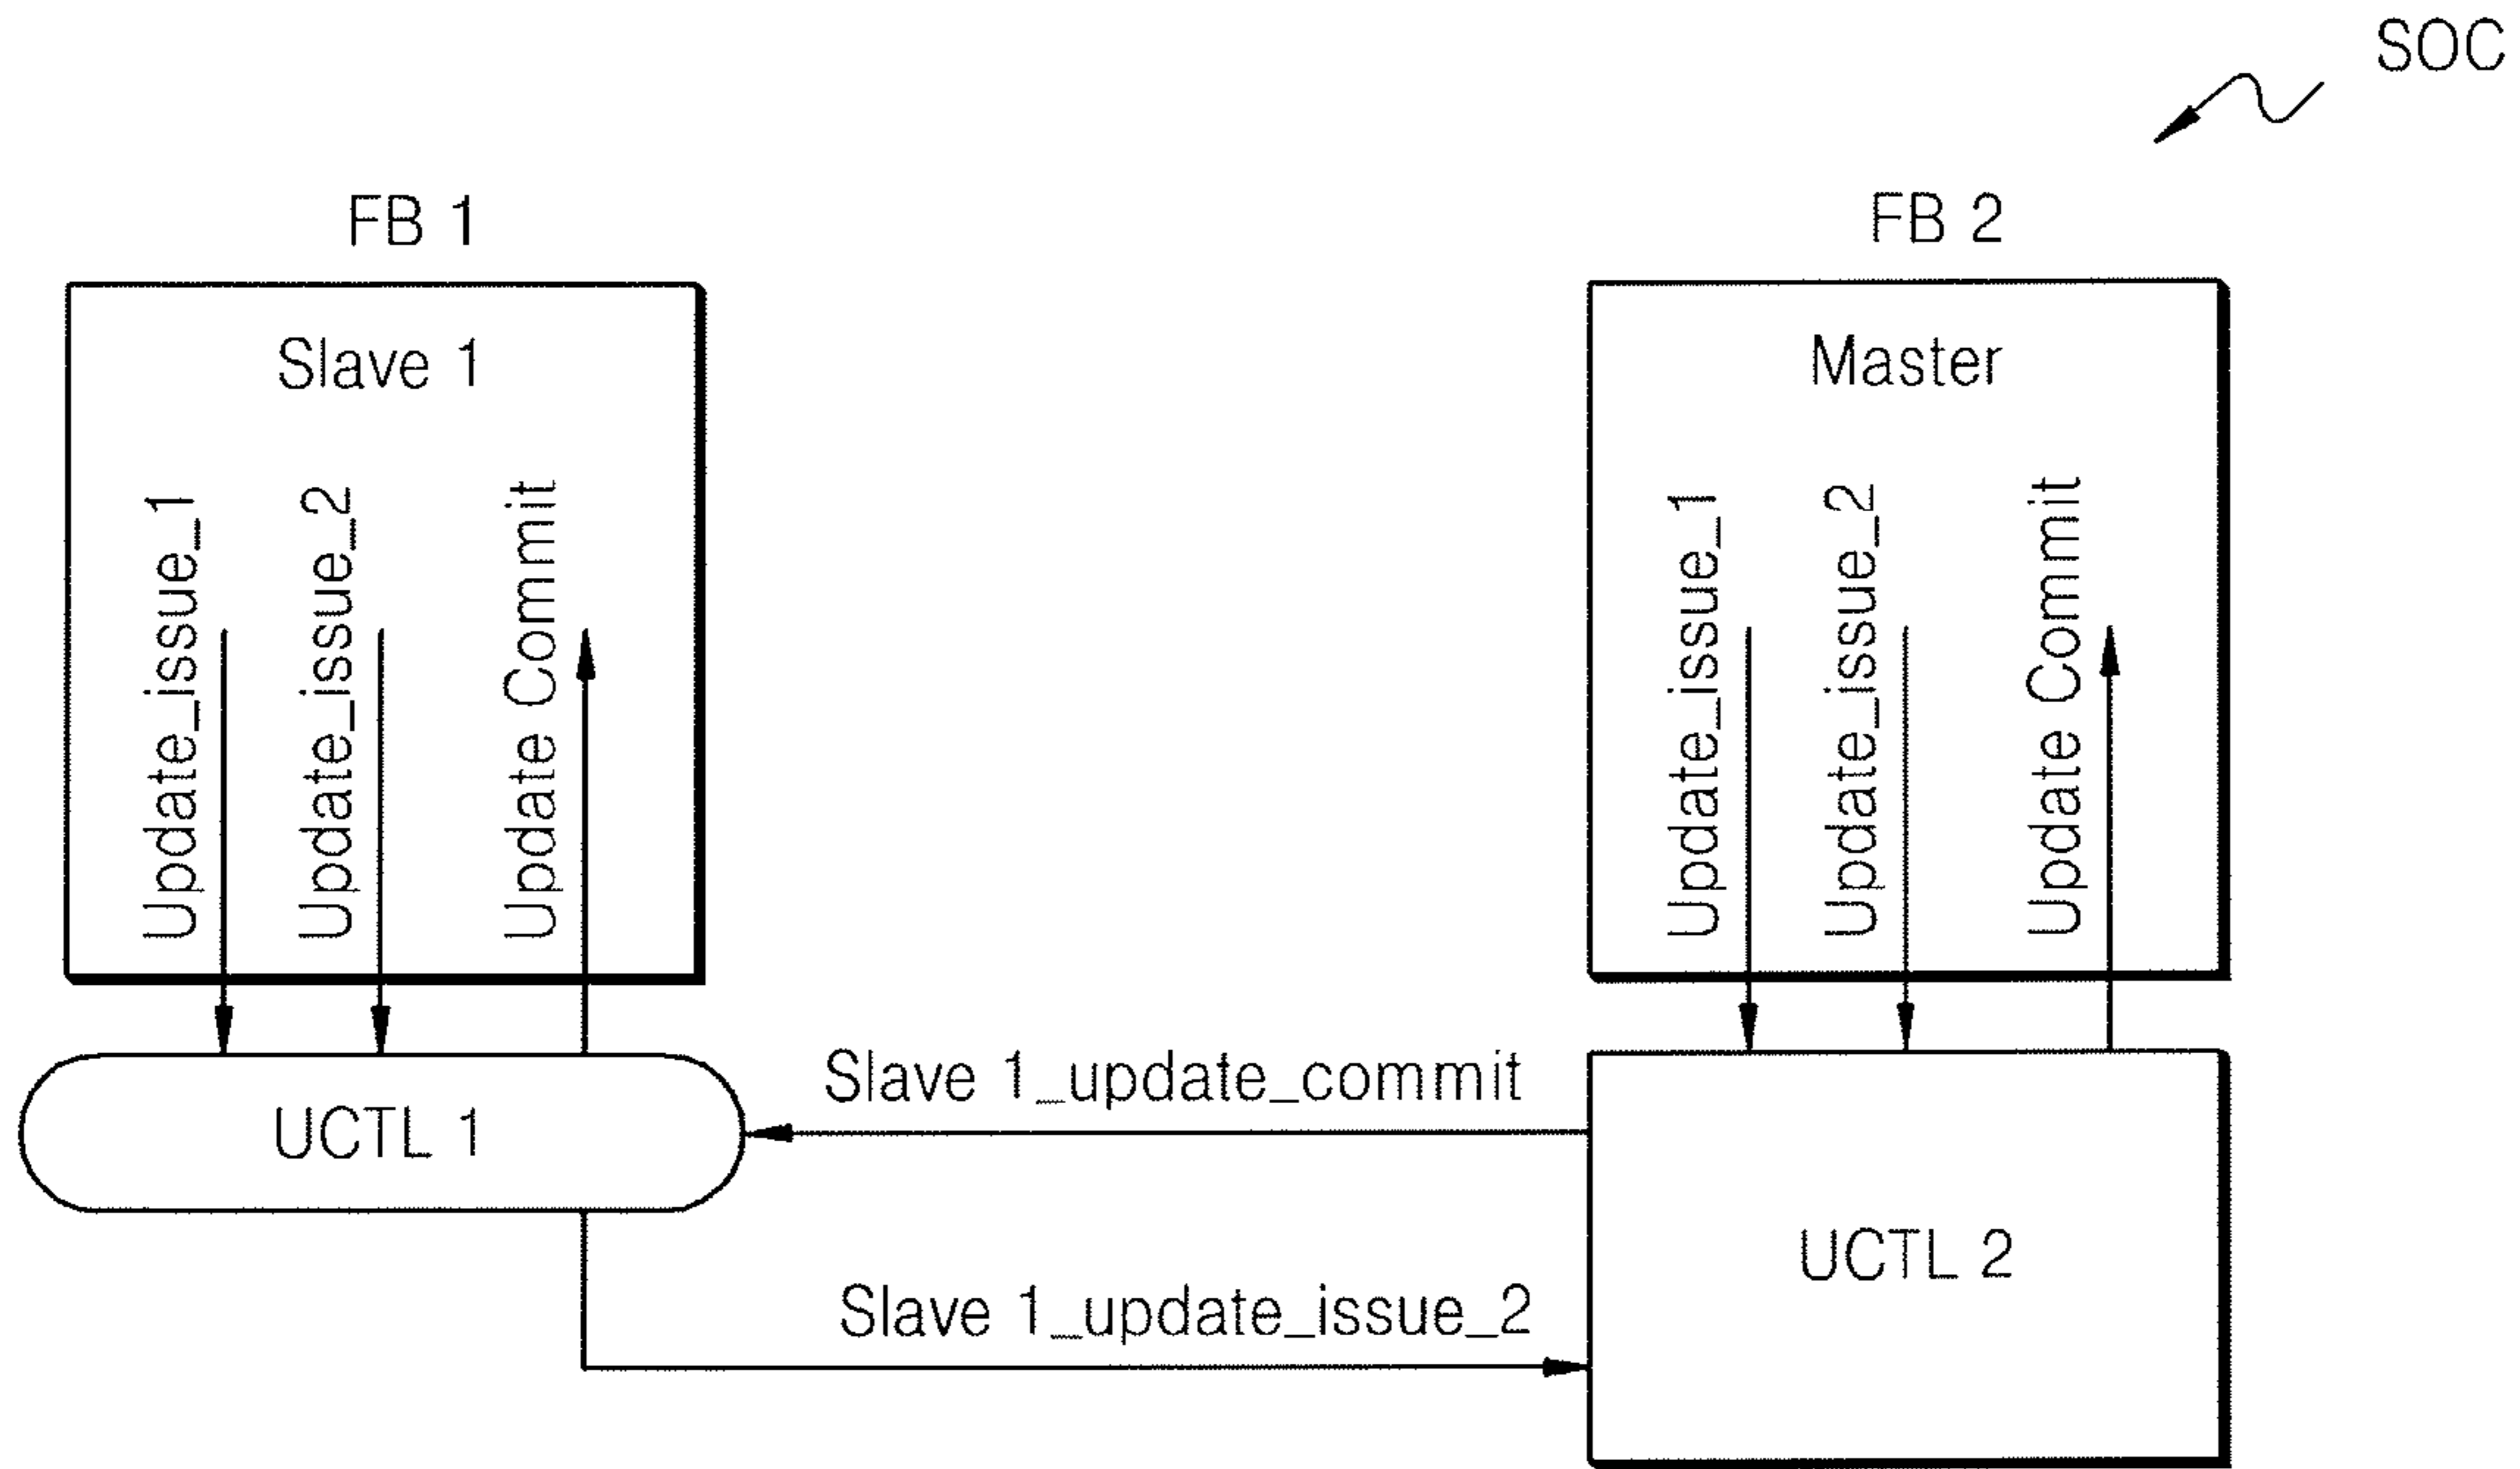 SOC
FB 1
FB 2
Slave 1
Master
Update_issue_1
Update_issue_2
Update Commit
Update_issue_1
Update_issue_2
Update Commit
Slave 1_update_commit
UCTL 1
UCTL 2
Slave 1_update_issue_2